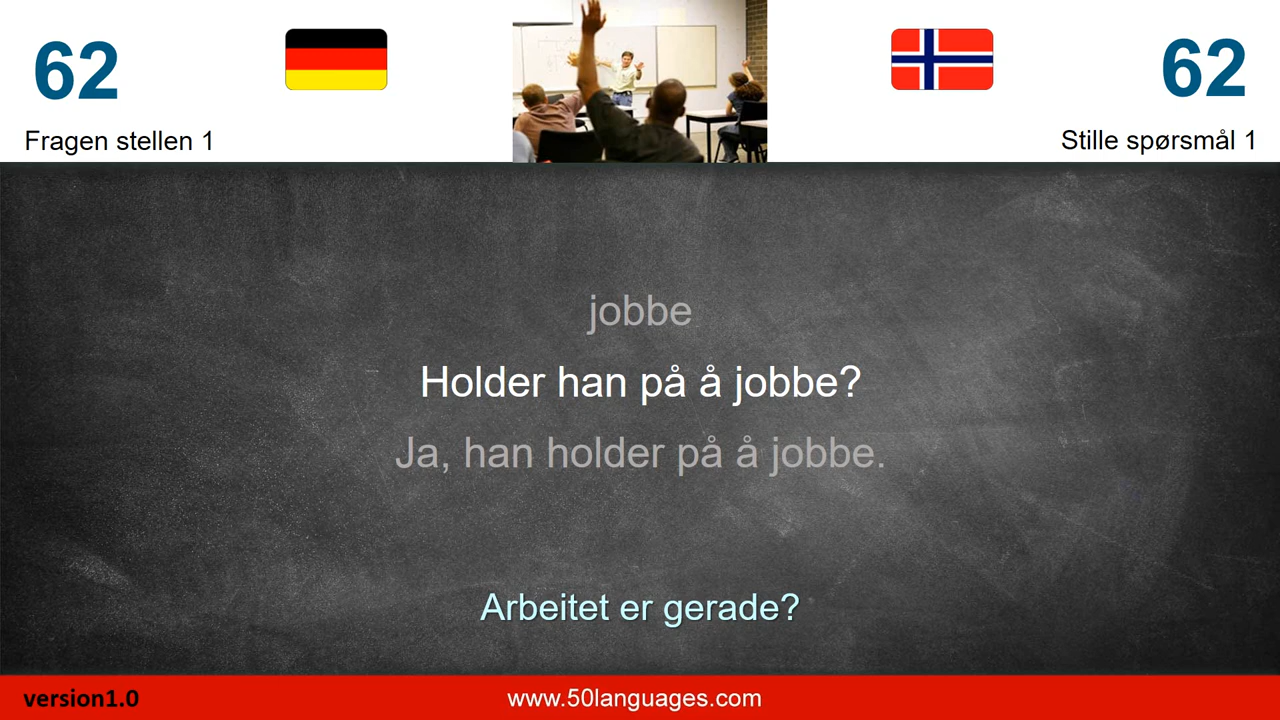 62
62
Fragen stellen 1
Stille spørsmål 1
jobbe
Holder han på å jobbe?
Ja, han holder på å jobbe.
Arbeitet er gerade?
version1.0
www.50languages.com